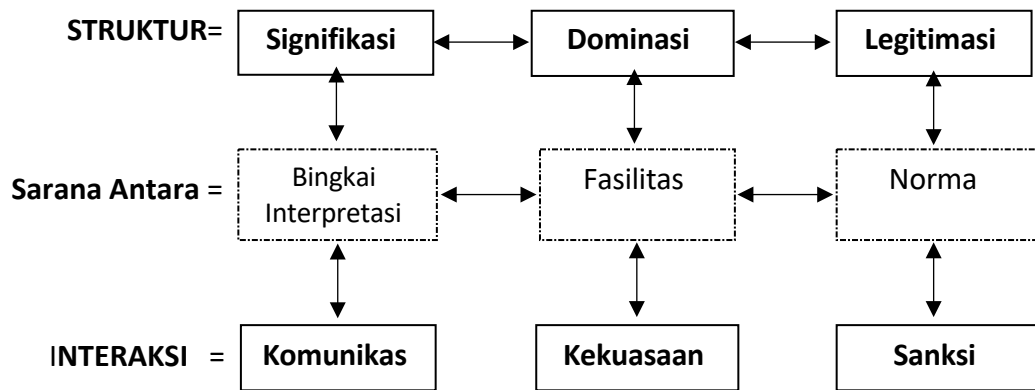 STRUKTUR= Signifikasi Dominasi Legitimasi
Sarana Antara = Bingkai Interpretasi Fasilitas Norma
INTERAKSI = Komunikas Kekuasaan Sanksi